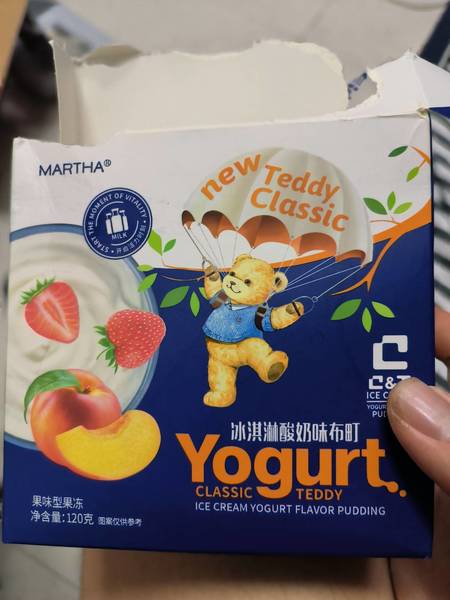 MARTHA®
new Teddy
Classic
START THE MOMENT OF VITALITY
MILK
冰淇淋酸奶味布町
Yogurt
CLASSIC TEDDY
ICE CREAM YOGURT FLAVOR PUDDING
果味型果冻
净含量:120克 图案仅供参考
ICE
YOGUR